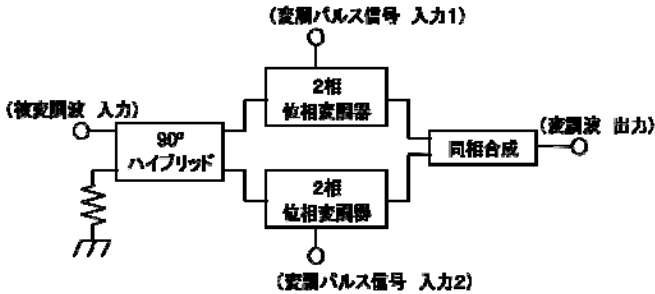 (変調パルス信号 入力1)
2相
位相変調器
(被変調波 入力)
90°
ハイブリッド
同相合成
(変調波 出力)
2相
位相変調器
(変調パルス信号 入力2)